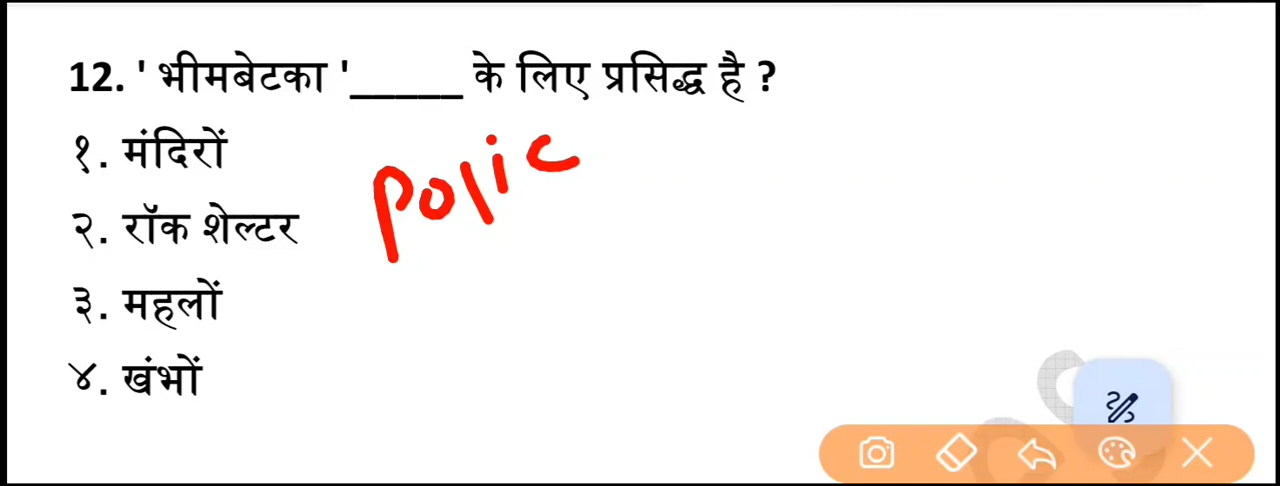 12. ' भीमबेटका '_____ के लिए प्रसिद्ध है ?
१. मंदिरों
polic
२. रॉक शेल्टर
३. महलों
४. खंभों